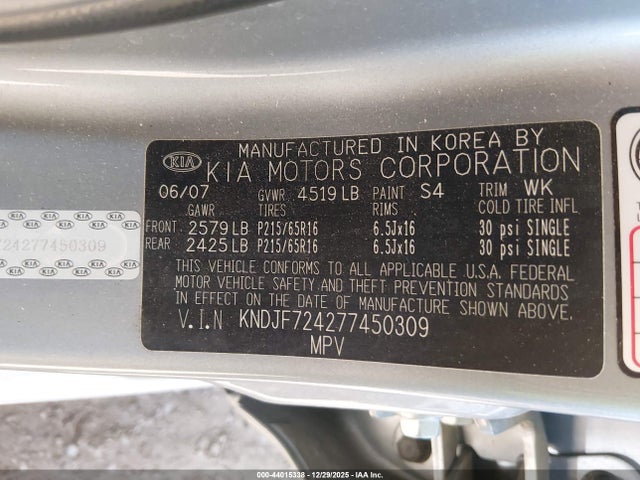 MANUFACTURED IN KOREA BY
KIA KIA MOTORS CORPORATION
06/07 GVWR 4519 LB PAINT S4 TRIM WK
GAWR TIRES RIMS COLD TIRE INFL
FRONT 2579 LB P215/65R16 6.5Jx16 30 psi SINGLE
REAR 2425 LB P215/65R16 6.5Jx16 30 psi SINGLE
THIS VEHICLE CONFORMS TO ALL APPLICABLE U.S.A. FEDERAL
MOTOR VEHICLE SAFETY AND THEFT PREVENTION STANDARDS
IN EFFECT ON THE DATE OF MANUFACTURE SHOWN ABOVE.
V.I.N KNDJF724277450309
MPV
724277450309
000-44015338 - 12/29/2025 - IAA Corp.